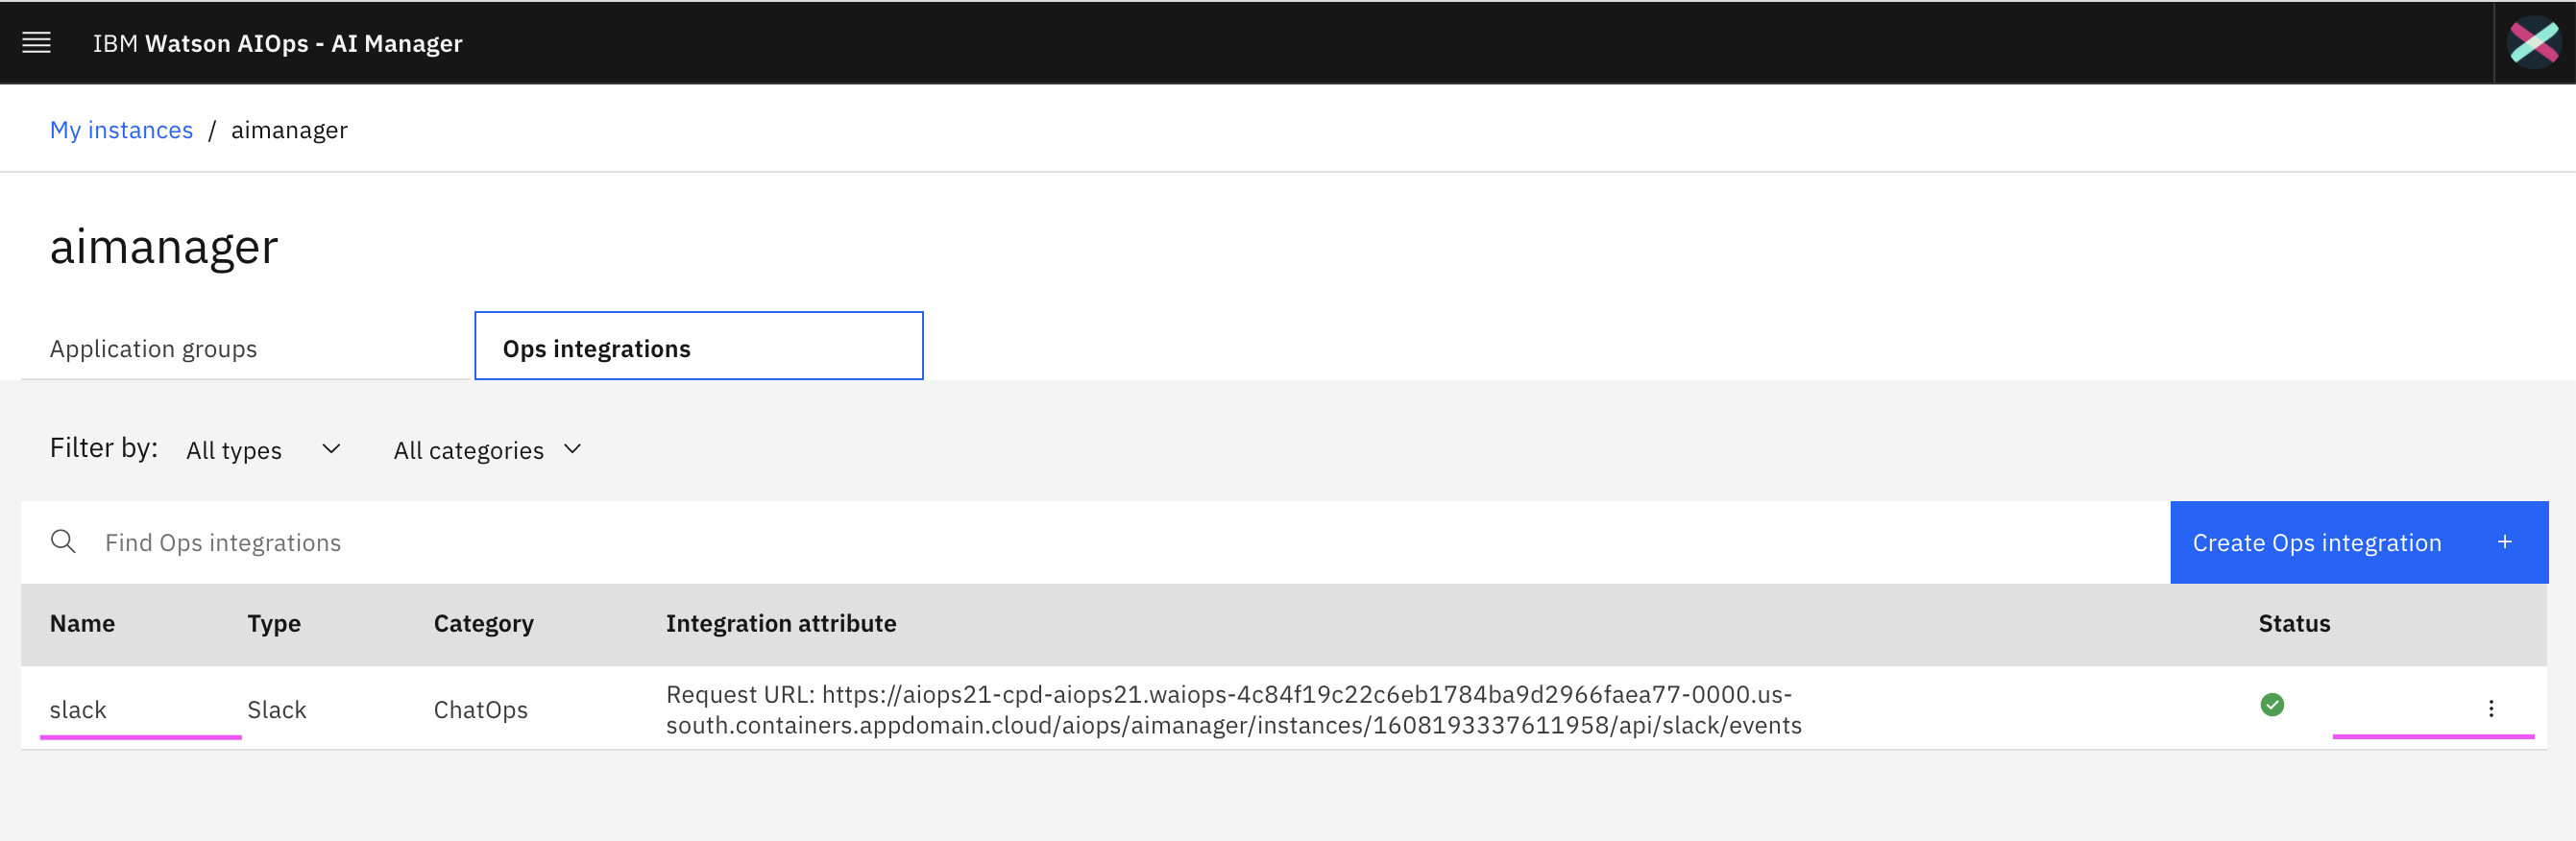 IBM Watson AIOps - AI Manager
My instances / aimanager
aimanager
Application groups
Ops integrations
Filter by: All types All categories
Find Ops integrations
Create Ops integration +
Name Type Category Integration attribute Status
slack Slack ChatOps Request URL: https://aiops21-cpd-aiops21.waiops-4c84f19c22c6eb1784ba9d2966faea77-0000.us-
south.containers.appdomain.cloud/aiops/aimanager/instances/1608193337611958/api/slack/events